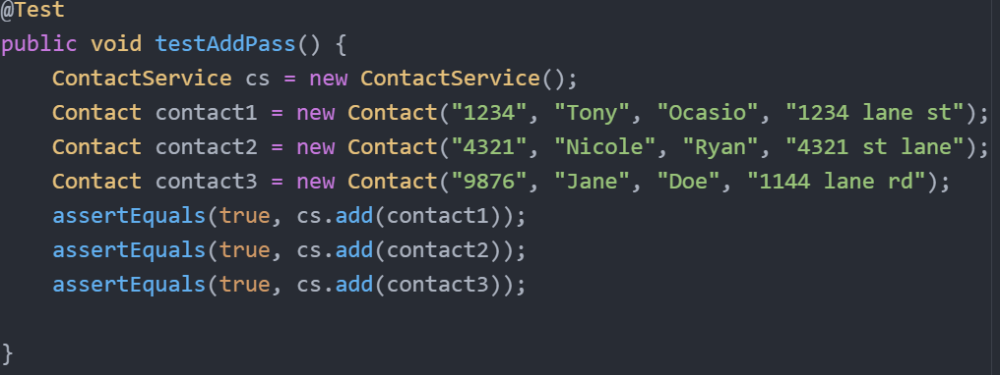 @Test
public void testAddPass() {
    ContactService cs = new ContactService();
    Contact contact1 = new Contact("1234", "Tony", "Ocasio", "1234 lane st");
    Contact contact2 = new Contact("4321", "Nicole", "Ryan", "4321 st lane");
    Contact contact3 = new Contact("9876", "Jane", "Doe", "1144 lane rd");
    assertEquals(true, cs.add(contact1));
    assertEquals(true, cs.add(contact2));
    assertEquals(true, cs.add(contact3));
}